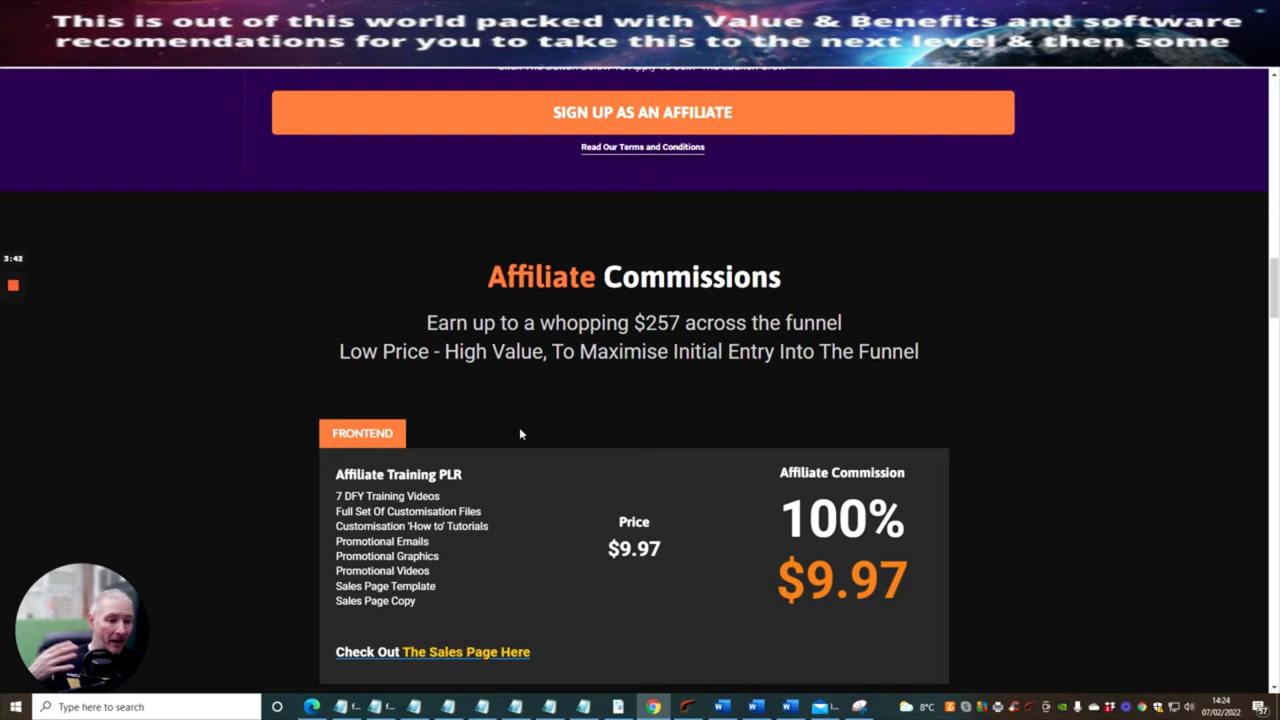 This is out of this world packed with Value & Benefits and software
recomendations for you to take this to the next level & then some
SIGN UP AS AN AFFILIATE
Read Our Terms and Conditions
3:42
Affiliate Commissions
Earn up to a whopping $257 across the funnel
Low Price - High Value, To Maximise Initial Entry Into The Funnel
FRONTEND
Affiliate Training PLR
7 DFY Training Videos
Full Set Of Customisation Files
Customisation 'How to' Tutorials
Promotional Emails
Promotional Graphics
Promotional Videos
Sales Page Template
Sales Page Copy
Check Out The Sales Page Here
Price
$9.97
Affiliate Commission
100%
$9.97
Type here to search
8°C
14:24
07/02/2022